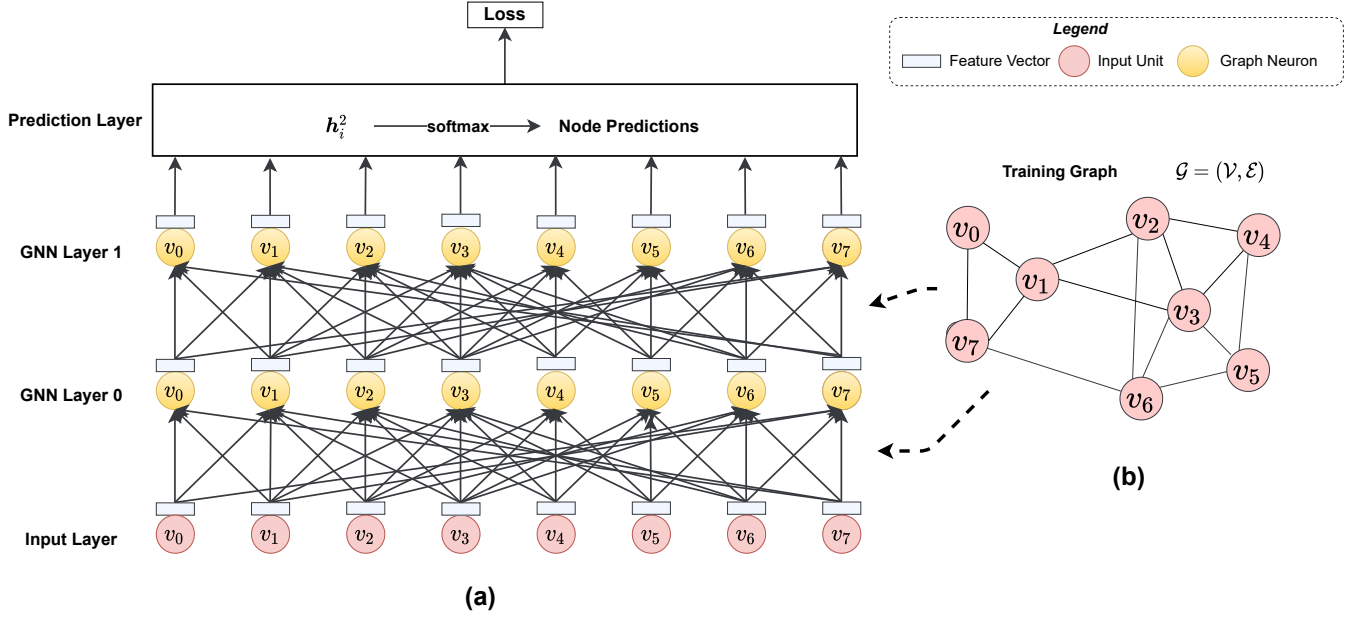 Loss
Legend
Feature Vector Input Unit Graph Neuron
Prediction Layer
h_i^2 softmax Node Predictions
Training Graph 𝒢 = (𝒱, ℰ)
GNN Layer 1
v₀ v₁ v₂ v₃ v₄ v₅ v₆ v₇
GNN Layer 0
v₀ v₁ v₂ v₃ v₄ v₅ v₆ v₇
Input Layer
v₀ v₁ v₂ v₃ v₄ v₅ v₆ v₇
(a)
v₀
v₂
v₄
v₁
v₃
v₇
v₅
v₆
(b)